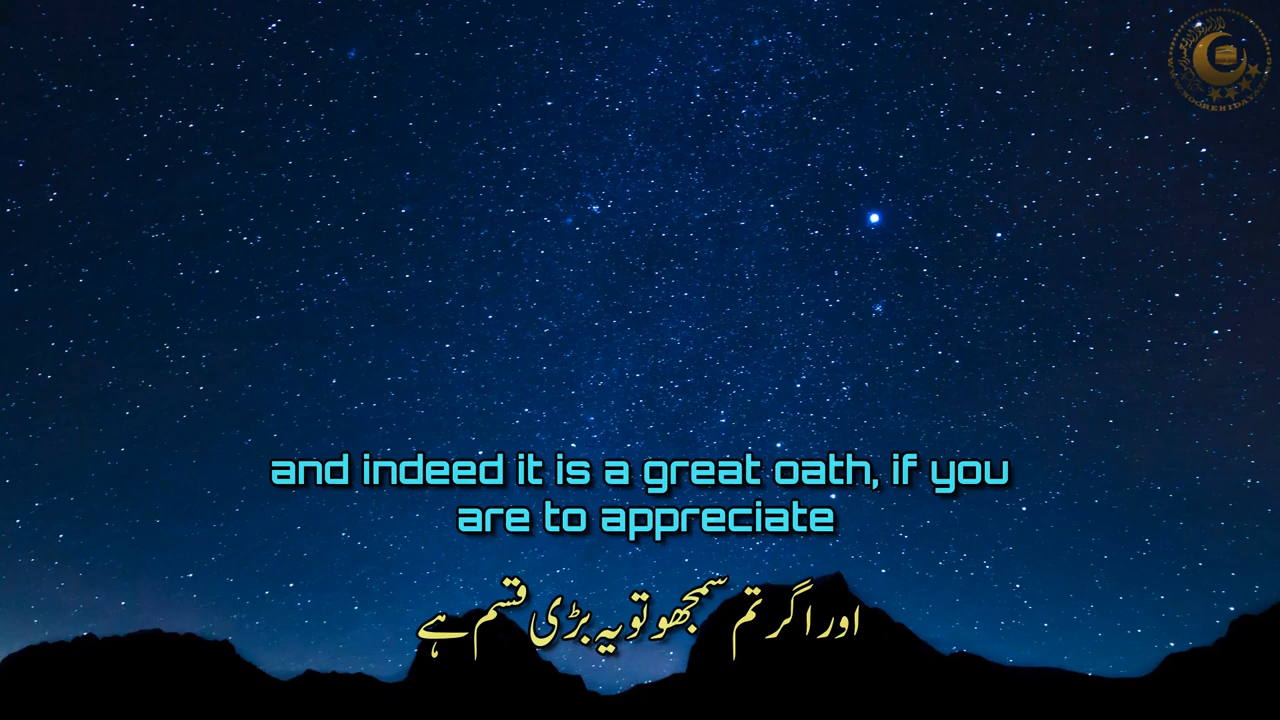 and indeed it is a great oath, if you
are to appreciate
اور اگر تم سمجھو تو یہ بڑی قسم ہے